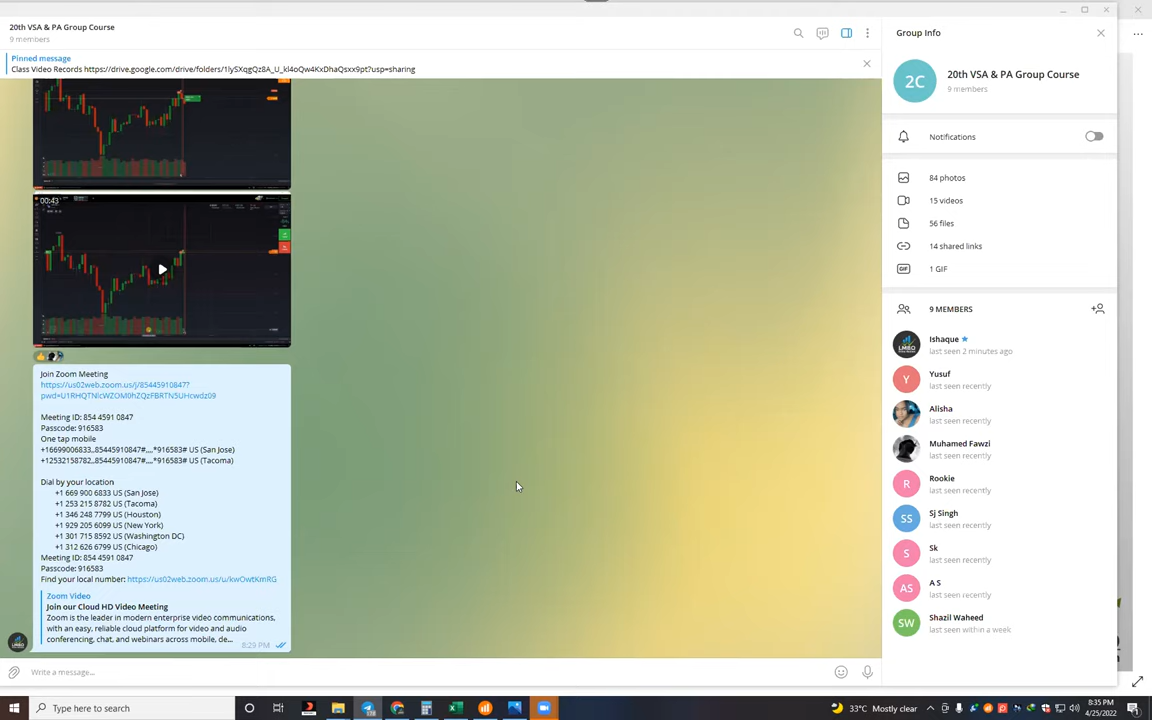 20th VSA & PA Group Course
9 members
Pinned message
Class Video Records https://drive.google.com/drive/folders/1lySXqgQz8A_U_kl4oQw4KxDhaQsxx9pt?usp=sharing
00:43
Join Zoom Meeting
https://us02web.zoom.us/j/85445910847?
pwd=U1RHQTNlcWZOM0hZQzFBRTN5UHcwdz09
Meeting ID: 854 4591 0847
Passcode: 916583
One tap mobile
+16699006833,,85445910847#,,,,*916583# US (San Jose)
+12532158782,,85445910847#,,,,*916583# US (Tacoma)
Dial by your location
+1 669 900 6833 US (San Jose)
+1 253 215 8782 US (Tacoma)
+1 346 248 7799 US (Houston)
+1 929 205 6099 US (New York)
+1 301 715 8592 US (Washington DC)
+1 312 626 6799 US (Chicago)
Meeting ID: 854 4591 0847
Passcode: 916583
Find your local number: https://us02web.zoom.us/u/kwOwtKmRG
Zoom Video
Join our Cloud HD Video Meeting
Zoom is the leader in modern enterprise video communications,
with an easy, reliable cloud platform for video and audio
conferencing, chat, and webinars across mobile, de...
8:29 PM
Write a message...
Group Info
2C
20th VSA & PA Group Course
9 members
Notifications
84 photos
15 videos
56 files
14 shared links
GIF
1 GIF
9 MEMBERS
Ishaque
last seen 2 minutes ago
Y
Yusuf
last seen recently
Alisha
last seen recently
Muhamed Fawzi
last seen recently
R
Rookie
last seen recently
SS
Sj Singh
last seen recently
S
Sk
last seen recently
AS
A S
last seen recently
SW
Shazil Waheed
last seen within a week
Type here to search
33°C Mostly clear
8:35 PM
4/25/2022